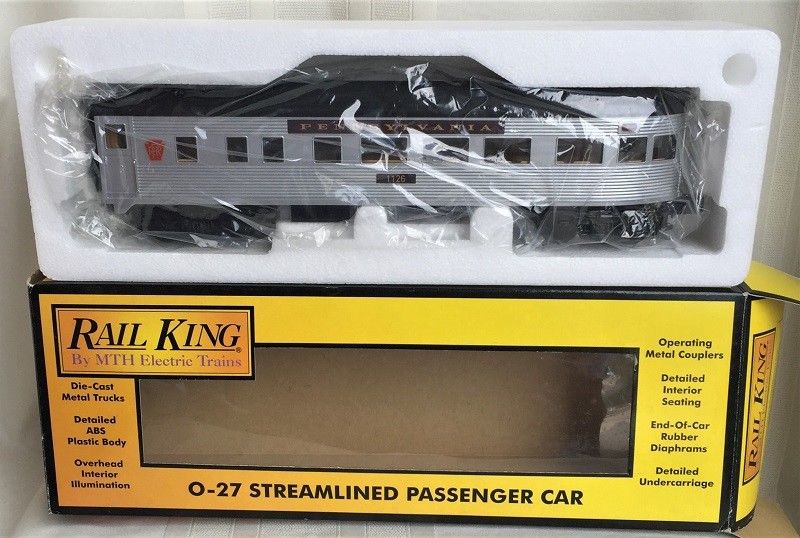 PENNSYLVANIA
1126
RAIL KING®
By MTH Electric Trains
Die-Cast
Metal Trucks
Detailed
ABS
Plastic Body
Overhead
Interior
Illumination
Operating
Metal Couplers
Detailed
Interior
Seating
End-Of-Car
Rubber
Diaphrams
Detailed
Undercarriage
O-27 STREAMLINED PASSENGER CAR
RAIL KING